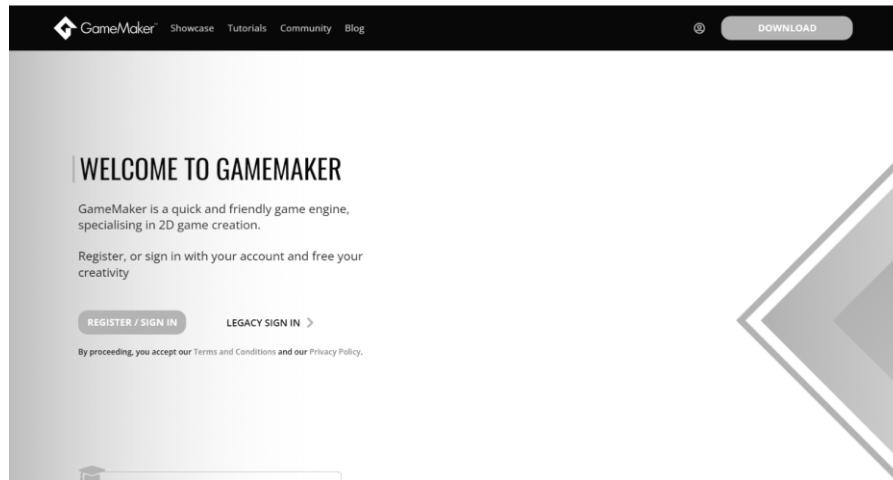 GameMaker™ Showcase Tutorials Community Blog DOWNLOAD
WELCOME TO GAMEMAKER
GameMaker is a quick and friendly game engine,
specialising in 2D game creation.
Register, or sign in with your account and free your
creativity
REGISTER / SIGN IN LEGACY SIGN IN
By proceeding, you accept our Terms and Conditions and our Privacy Policy.